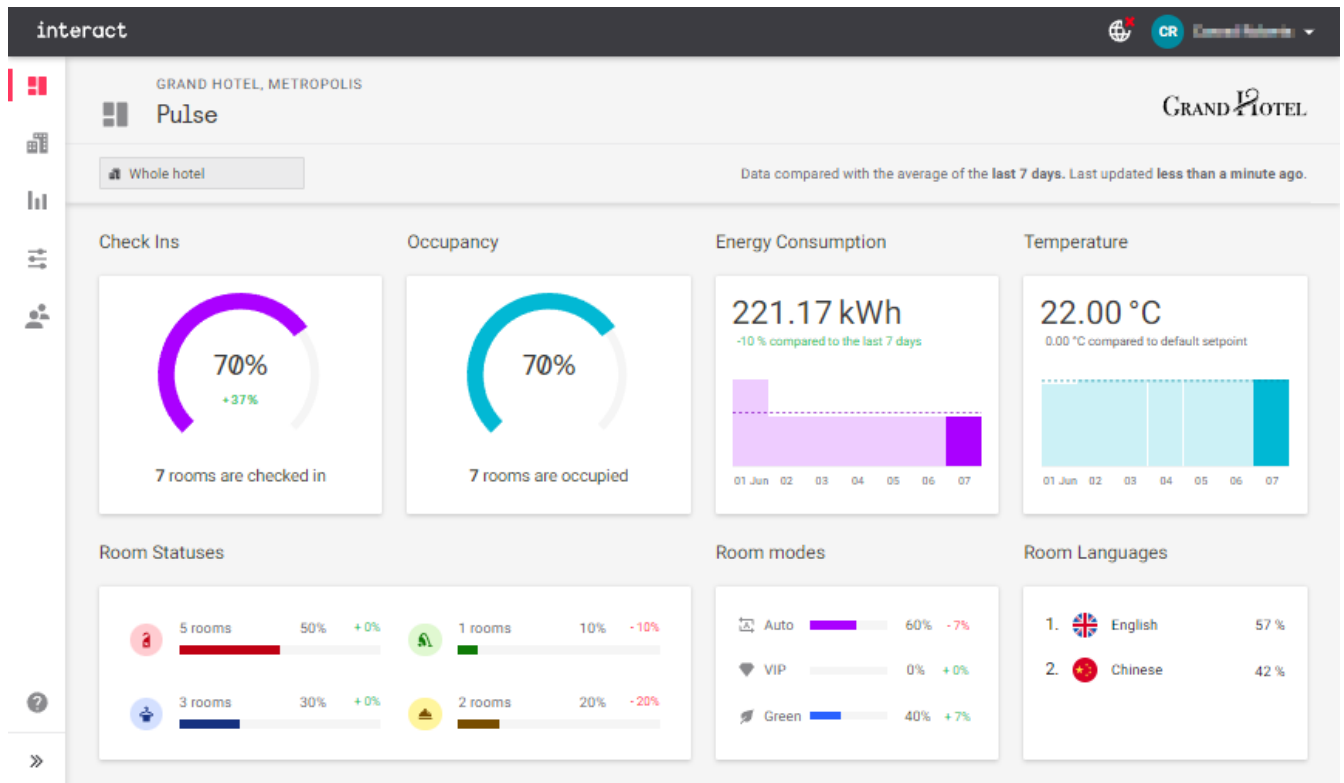 interact
CR
GRAND HOTEL, METROPOLIS
Pulse
GRAND HOTEL
Whole hotel
Data compared with the average of the last 7 days. Last updated less than a minute ago.
Check Ins
Occupancy
Energy Consumption
Temperature
70%
+37%
7 rooms are checked in
70%
7 rooms are occupied
221.17 kWh
-10 % compared to the last 7 days
01 Jun 02 03 04 05 06 07
22.00 °C
0.00 °C compared to default setpoint
01 Jun 02 03 04 05 06 07
Room Statuses
Room modes
Room Languages
5 rooms 50% + 0%
1 rooms 10% - 10%
3 rooms 30% + 0%
2 rooms 20% - 20%
Auto 60% - 7%
VIP 0% + 0%
Green 40% + 7%
1. English 57 %
2. Chinese 42 %